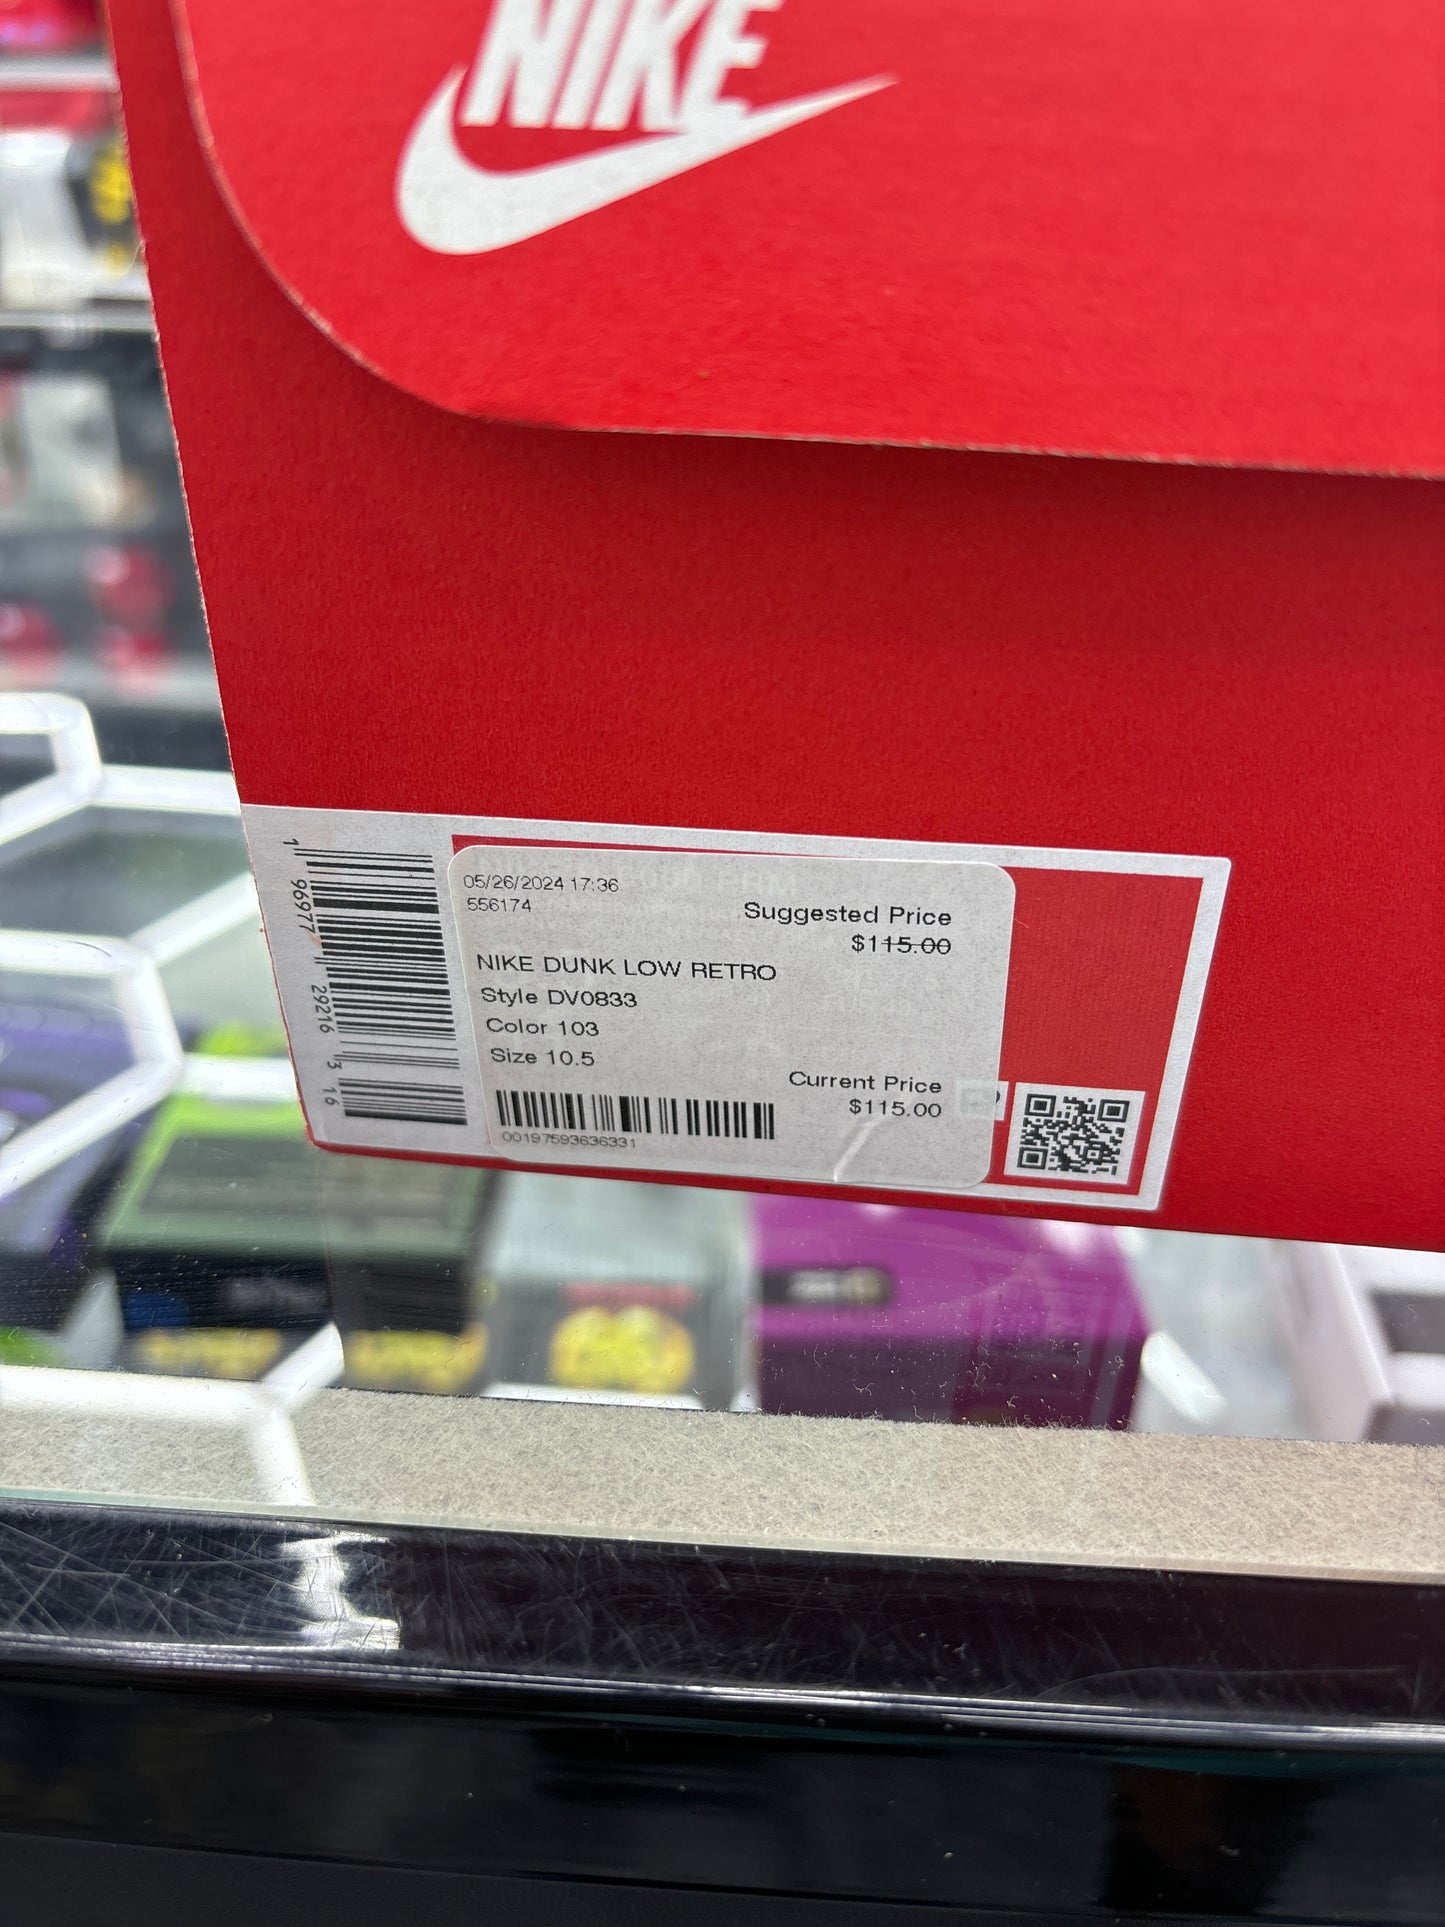 NIKE
1 96977 29216 3 16
05/26/2024 17:36
556174
Suggested Price
$115.00
NIKE DUNK LOW RETRO
Style DV0833
Color 103
Size 10.5
Current Price
$115.00
00197593636331